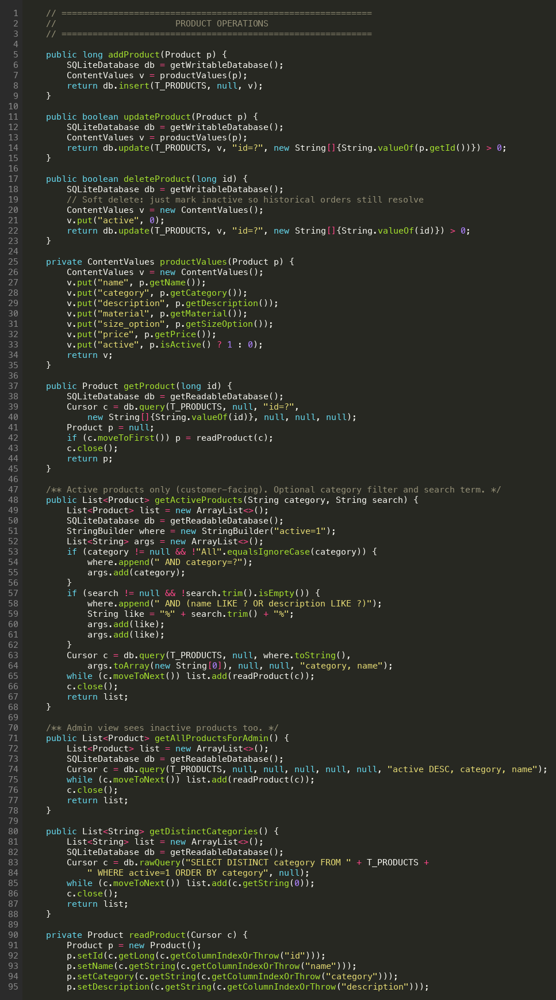 1 // ============================================================
2 //                       PRODUCT OPERATIONS
3 // ============================================================
4
5 public long addProduct(Product p) {
6     SQLiteDatabase db = getWritableDatabase();
7     ContentValues v = productValues(p);
8     return db.insert(T_PRODUCTS, null, v);
9 }
10
11 public boolean updateProduct(Product p) {
12     SQLiteDatabase db = getWritableDatabase();
13     ContentValues v = productValues(p);
14     return db.update(T_PRODUCTS, v, "id=?", new String[]{String.valueOf(p.getId())}) > 0;
15 }
16
17 public boolean deleteProduct(long id) {
18     SQLiteDatabase db = getWritableDatabase();
19     // Soft delete: just mark inactive so historical orders still resolve
20     ContentValues v = new ContentValues();
21     v.put("active", 0);
22     return db.update(T_PRODUCTS, v, "id=?", new String[]{String.valueOf(id)}) > 0;
23 }
24
25 private ContentValues productValues(Product p) {
26     ContentValues v = new ContentValues();
27     v.put("name", p.getName());
28     v.put("category", p.getCategory());
29     v.put("description", p.getDescription());
30     v.put("material", p.getMaterial());
31     v.put("size_option", p.getSizeOption());
32     v.put("price", p.getPrice());
33     v.put("active", p.isActive() ? 1 : 0);
34     return v;
35 }
36
37 public Product getProduct(long id) {
38     SQLiteDatabase db = getReadableDatabase();
39     Cursor c = db.query(T_PRODUCTS, null, "id=?",
40         new String[]{String.valueOf(id)}, null, null, null);
41     Product p = null;
42     if (c.moveToFirst()) p = readProduct(c);
43     c.close();
44     return p;
45 }
46
47 /** Active products only (customer-facing). Optional category filter and search term. */
48 public List<Product> getActiveProducts(String category, String search) {
49     List<Product> list = new ArrayList<>();
50     SQLiteDatabase db = getReadableDatabase();
51     StringBuilder where = new StringBuilder("active=1");
52     List<String> args = new ArrayList<>();
53     if (category != null && !"All".equalsIgnoreCase(category)) {
54         where.append(" AND category=?");
55         args.add(category);
56     }
57     if (search != null && !search.trim().isEmpty()) {
58         where.append(" AND (name LIKE ? OR description LIKE ?)");
59         String like = "%" + search.trim() + "%";
60         args.add(like);
61         args.add(like);
62     }
63     Cursor c = db.query(T_PRODUCTS, null, where.toString(),
64         args.toArray(new String[0]), null, null, "category, name");
65     while (c.moveToNext()) list.add(readProduct(c));
66     c.close();
67     return list;
68 }
69
70 /** Admin view sees inactive products too. */
71 public List<Product> getAllProductsForAdmin() {
72     List<Product> list = new ArrayList<>();
73     SQLiteDatabase db = getReadableDatabase();
74     Cursor c = db.query(T_PRODUCTS, null, null, null, null, null, "active DESC, category, name");
75     while (c.moveToNext()) list.add(readProduct(c));
76     c.close();
77     return list;
78 }
79
80 public List<String> getDistinctCategories() {
81     List<String> list = new ArrayList<>();
82     SQLiteDatabase db = getReadableDatabase();
83     Cursor c = db.rawQuery("SELECT DISTINCT category FROM " + T_PRODUCTS +
84         " WHERE active=1 ORDER BY category", null);
85     while (c.moveToNext()) list.add(c.getString(0));
86     c.close();
87     return list;
88 }
89
90 private Product readProduct(Cursor c) {
91     Product p = new Product();
92     p.setId(c.getLong(c.getColumnIndexOrThrow("id")));
93     p.setName(c.getString(c.getColumnIndexOrThrow("name")));
94     p.setCategory(c.getString(c.getColumnIndexOrThrow("category")));
95     p.setDescription(c.getString(c.getColumnIndexOrThrow("description")));